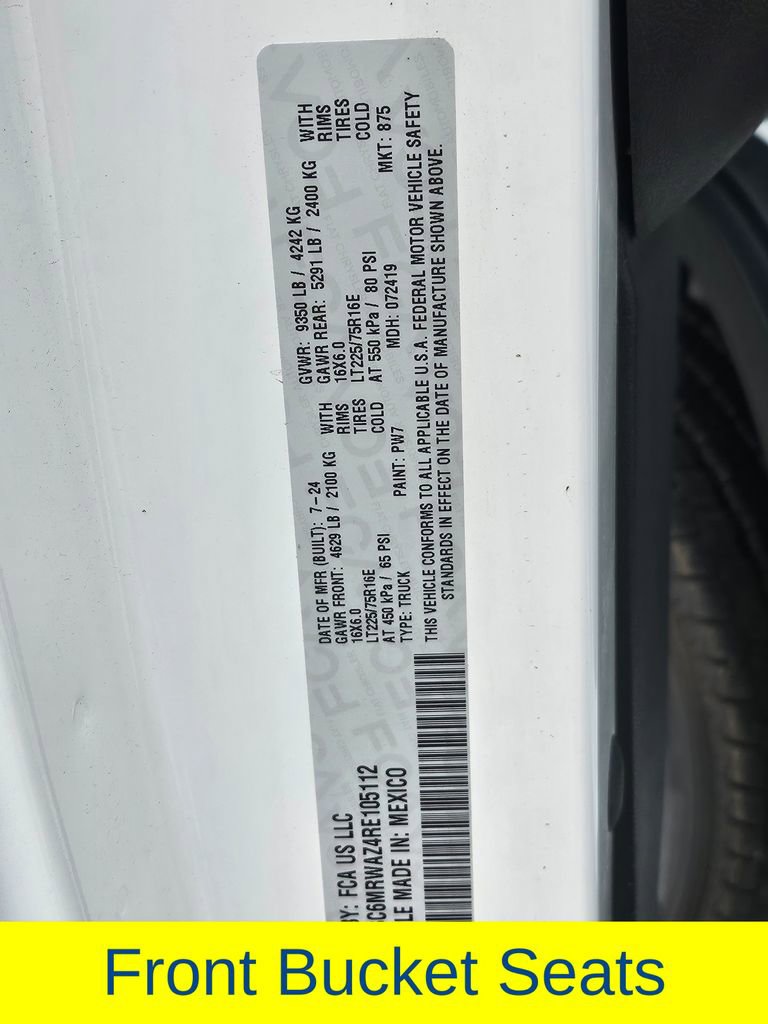 BY: FCA US LLC
C6MRWAZ4RE105112
LE MADE IN: MEXICO
DATE OF MFR (BUILT): 7-24
GAWR FRONT: 4629 LB / 2100 KG WITH
16X6.0 RIMS
LT225/75R16E TIRES
AT 450 kPa / 65 PSI COLD
TYPE: TRUCK PAINT: PW7
GVWR: 9350 LB / 4242 KG
GAWR REAR: 5291 LB / 2400 KG WITH
16X6.0 RIMS
LT225/75R16E TIRES
AT 550 kPa / 80 PSI COLD
MDH: 072419 MKT: 875
THIS VEHICLE CONFORMS TO ALL APPLICABLE U.S.A. FEDERAL MOTOR VEHICLE SAFETY
STANDARDS IN EFFECT ON THE DATE OF MANUFACTURE SHOWN ABOVE.
Front Bucket Seats